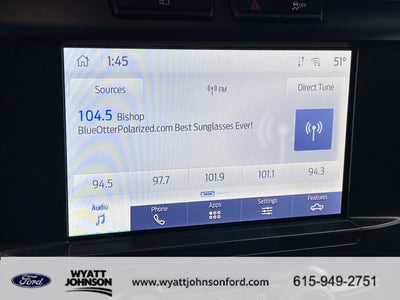 1:45
51°
Sources
FM
Direct Tune
104.5 Bishop
BlueOtterPolarized.com Best Sunglasses Ever!
94.5 97.7 101.9 101.1 94.3
Audio Phone Apps Settings Features
Ford
WYATT
JOHNSON
www.wyattjohnsonford.com
615-949-2751